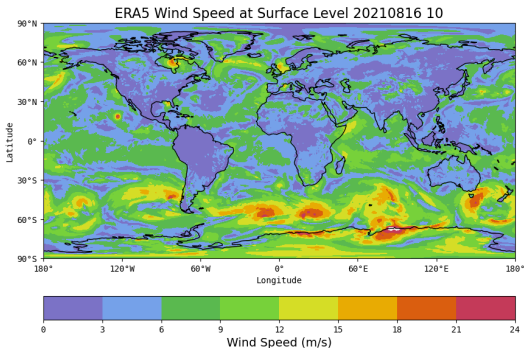 ERA5 Wind Speed at Surface Level 20210816 10
90°N
60°N
30°N
0°
30°S
60°S
90°S
Latitude
180° 120°W 60°W 0° 60°E 120°E 180°
Longitude
0 3 6 9 12 15 18 21 24
Wind Speed (m/s)